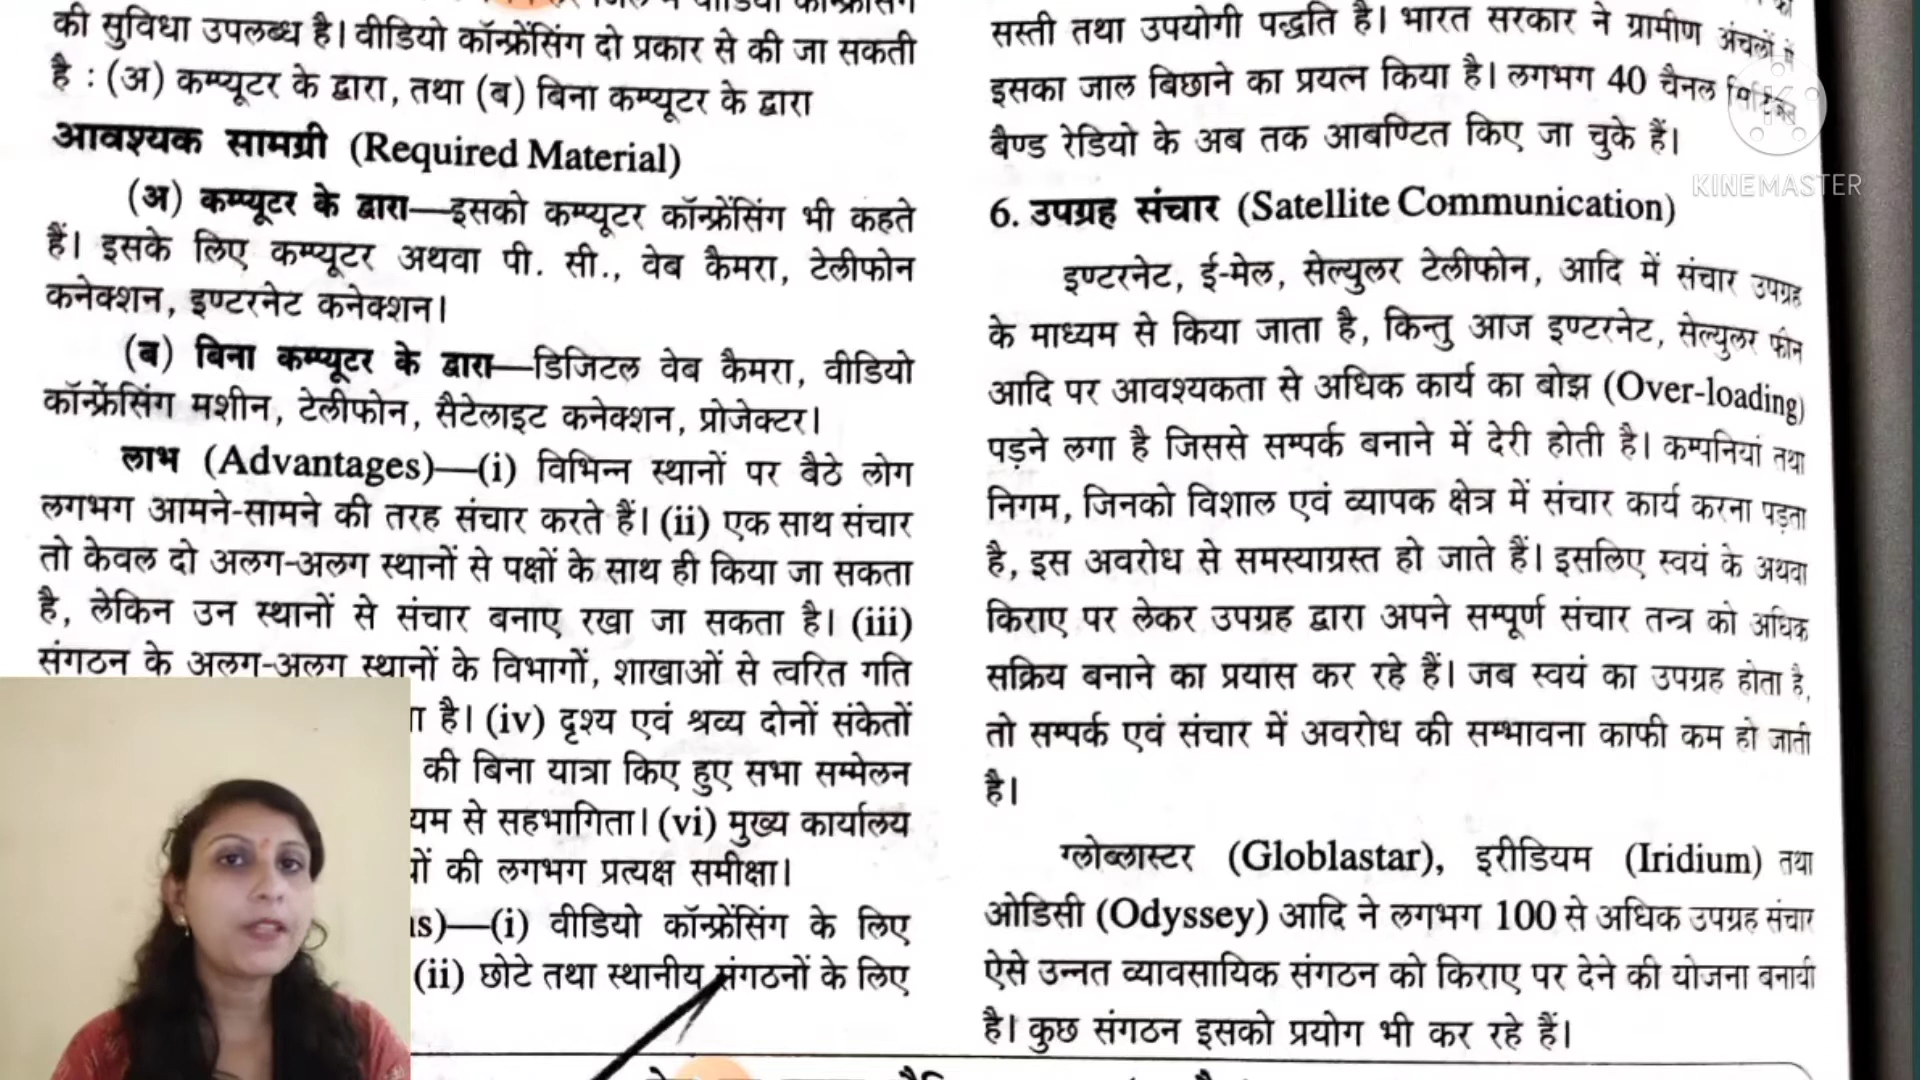 की सुविधा उपलब्ध है। वीडियो कॉन्फ्रेंसिंग दो प्रकार से की जा सकती
है : (अ) कम्प्यूटर के द्वारा, तथा (ब) बिना कम्प्यूटर के द्वारा
आवश्यक सामग्री (Required Material)
(अ) कम्प्यूटर के द्वारा—इसको कम्प्यूटर कॉन्फ्रेंसिंग भी कहते
हैं। इसके लिए कम्प्यूटर अथवा पी. सी., वेब कैमरा, टेलीफोन
कनेक्शन, इण्टरनेट कनेक्शन।
(ब) बिना कम्प्यूटर के द्वारा—डिजिटल वेब कैमरा, वीडियो
कॉन्फ्रेंसिंग मशीन, टेलीफोन, सैटेलाइट कनेक्शन, प्रोजेक्टर।
लाभ (Advantages)—(i) विभिन्न स्थानों पर बैठे लोग
लगभग आमने-सामने की तरह संचार करते हैं। (ii) एक साथ संचार
तो केवल दो अलग-अलग स्थानों से पक्षों के साथ ही किया जा सकता
है, लेकिन उन स्थानों से संचार बनाए रखा जा सकता है। (iii)
संगठन के अलग-अलग स्थानों के विभागों, शाखाओं से त्वरित गति
है। (iv) दृश्य एवं श्रव्य दोनों संकेतों
की बिना यात्रा किए हुए सभा सम्मेलन
से सहभागिता। (vi) मुख्य कार्यालय
की लगभग प्रत्यक्ष समीक्षा।
(i) वीडियो कॉन्फ्रेंसिंग के लिए
(ii) छोटे तथा स्थानीय संगठनों के लिए
सस्ती तथा उपयोगी पद्धति है। भारत सरकार ने ग्रामीण अंचलों में
इसका जाल बिछाने का प्रयत्न किया है। लगभग 40 चैनल
बैण्ड रेडियो के अब तक आबण्टित किए जा चुके हैं।
KINEMASTER
6. उपग्रह संचार (Satellite Communication)
इण्टरनेट, ई-मेल, सेल्युलर टेलीफोन, आदि में संचार उपग्रह
के माध्यम से किया जाता है, किन्तु आज इण्टरनेट, सेल्युलर फोन
आदि पर आवश्यकता से अधिक कार्य का बोझ (Over-loading)
पड़ने लगा है जिससे सम्पर्क बनाने में देरी होती है। कम्पनियां तथा
निगम, जिनको विशाल एवं व्यापक क्षेत्र में संचार कार्य करना पड़ता
है, इस अवरोध से समस्याग्रस्त हो जाते हैं। इसलिए स्वयं के अथवा
किराए पर लेकर उपग्रह द्वारा अपने सम्पूर्ण संचार तन्त्र को अधिक
सक्रिय बनाने का प्रयास कर रहे हैं। जब स्वयं का उपग्रह होता है,
तो सम्पर्क एवं संचार में अवरोध की सम्भावना काफी कम हो जाती
है।
ग्लोब्लास्टर (Globlastar), इरीडियम (Iridium) तथा
ओडिसी (Odyssey) आदि ने लगभग 100 से अधिक उपग्रह संचार
ऐसे उन्नत व्यावसायिक संगठन को किराए पर देने की योजना बनायी
है। कुछ संगठन इसको प्रयोग भी कर रहे हैं।